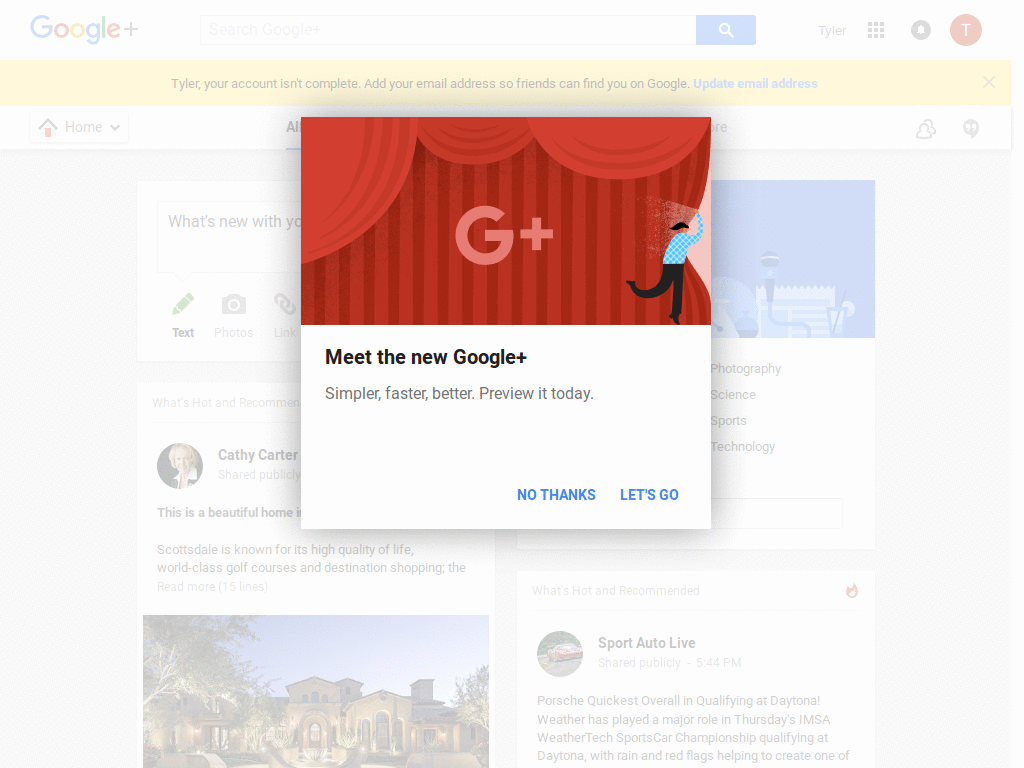 Google+
Search Google+
Tyler
T
Tyler, your account isn't complete. Add your email address so friends can find you on Google. Update email address
Home
All
What's new with yo
Text
Photos
Link
G+
Meet the new Google+
Simpler, faster, better. Preview it today.
NO THANKS
LET'S GO
Photography
Science
Sports
Technology
What's Hot and Recommen
Cathy Carter
Shared publicly
This is a beautiful home i
Scottsdale is known for its high quality of life,
world-class golf courses and destination shopping; the
Read more (15 lines)
What's Hot and Recommended
Sport Auto Live
Shared publicly - 5:44 PM
Porsche Quickest Overall in Qualifying at Daytona!
Weather has played a major role in Thursday's IMSA
WeatherTech SportsCar Championship qualifying at
Daytona, with rain and red flags helping to create one of